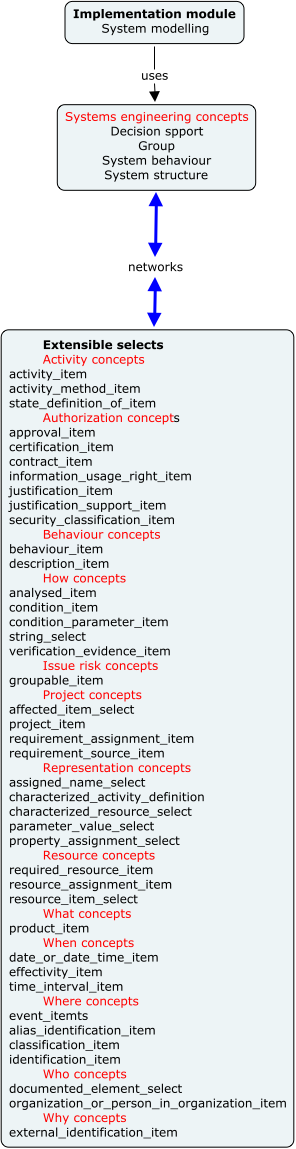 Implementation module
System modelling
uses
Systems engineering concepts
Decision spport
Group
System behaviour
System structure
networks
Extensible selects
Activity concepts
activity_item
activity_method_item
state_definition_of_item
Authorization concepts
approval_item
certification_item
contract_item
information_usage_right_item
justification_item
justification_support_item
security_classification_item
Behaviour concepts
behaviour_item
description_item
How concepts
analysed_item
condition_item
condition_parameter_item
string_select
verification_evidence_item
Issue risk concepts
groupable_item
Project concepts
affected_item_select
project_item
requirement_assignment_item
requirement_source_item
Representation concepts
assigned_name_select
characterized_activity_definition
characterized_resource_select
parameter_value_select
property_assignment_select
Resource concepts
required_resource_item
resource_assignment_item
resource_item_select
What concepts
product_item
When concepts
date_or_date_time_item
effectivity_item
time_interval_item
Where concepts
event_itemts
alias_identification_item
classification_item
identification_item
Who concepts
documented_element_select
organization_or_person_in_organization_item
Why concepts
external_identification_item